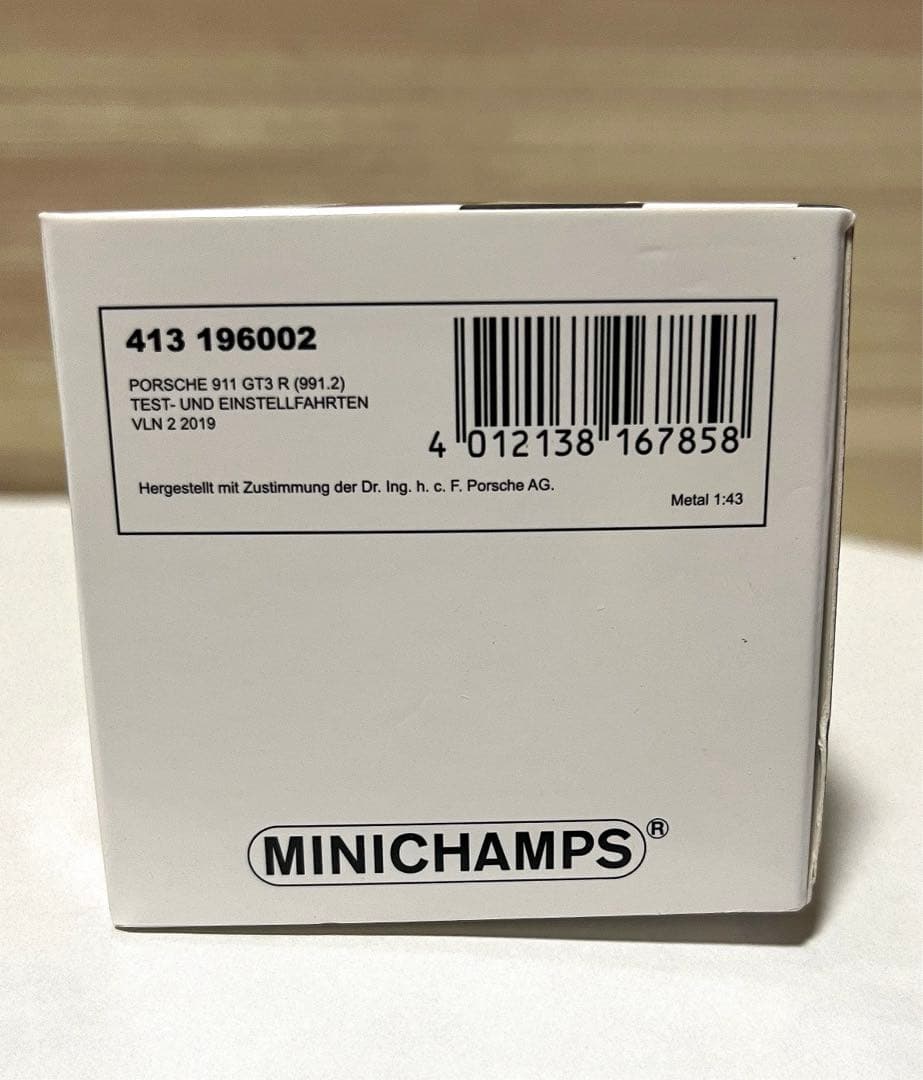 413 196002
PORSCHE 911 GT3 R (991.2)
TEST- UND EINSTELLFAHRTEN
VLN 2 2019
4 012138 167858
Hergestellt mit Zustimmung der Dr. Ing. h. c. F. Porsche AG.
Metal 1:43
MINICHAMPS®